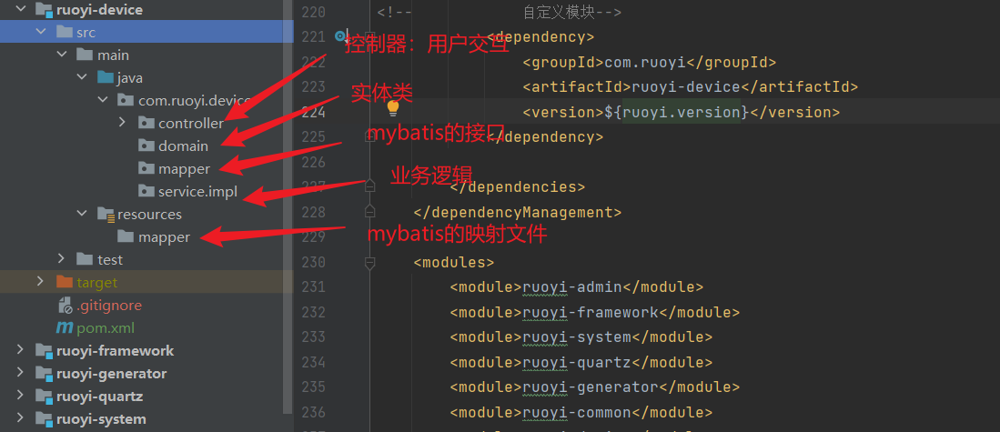 ruoyi-device
src
main
java
com.ruoyi.device
controller
domain
mapper
service.impl
resources
mapper
test
target
.gitignore
pom.xml
ruoyi-framework
ruoyi-generator
ruoyi-quartz
ruoyi-system
控制器：用户交互
实体类
mybatis的接口
业务逻辑
mybatis的映射文件
220 <!-- 自定义模块-->
221 <dependency>
222 <groupId>com.ruoyi</groupId>
223 <artifactId>ruoyi-device</artifactId>
224 <version>${ruoyi.version}</version>
225 </dependency>
226
227 </dependencies>
228 </dependencyManagement>
229
230 <modules>
231 <module>ruoyi-admin</module>
232 <module>ruoyi-framework</module>
233 <module>ruoyi-system</module>
234 <module>ruoyi-quartz</module>
235 <module>ruoyi-generator</module>
236 <module>ruoyi-common</module>